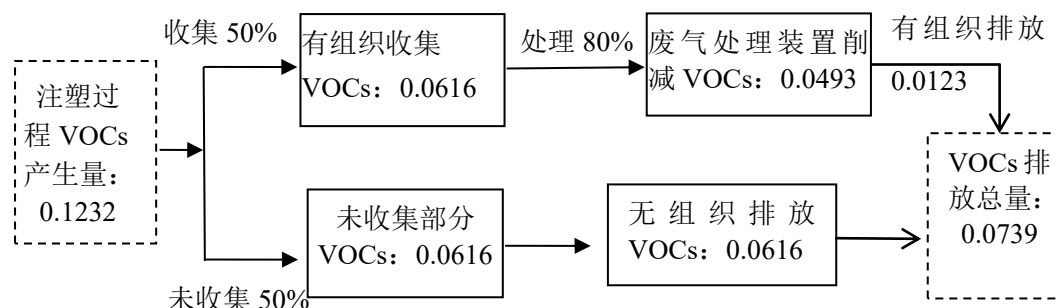 收集 50%
有组织收集
VOCs：0.0616
处理 80%
废气处理装置削
减 VOCs：0.0493
有组织排放
0.0123
注塑过
程 VOCs
产生量：
0.1232
VOCs 排
放总量：
0.0739
未收集部分
VOCs：0.0616
无组织排放
VOCs：0.0616
未收集 50%